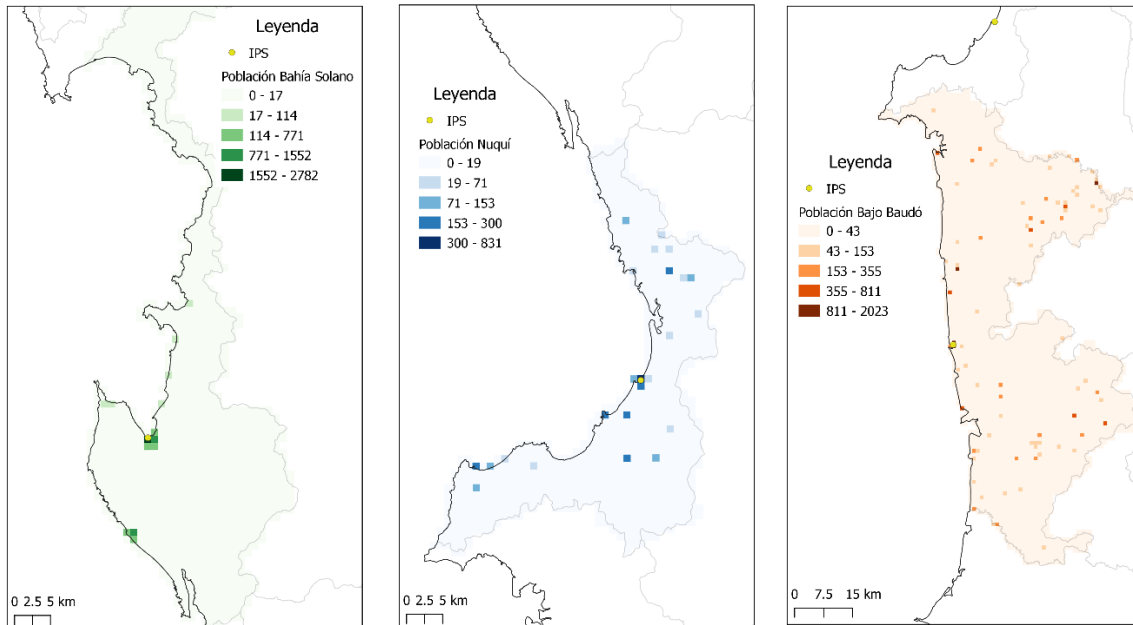 Leyenda
IPS
Población Bahía Solano
0 - 17
17 - 114
114 - 771
771 - 1552
1552 - 2782
0 2.5 5 km
Leyenda
IPS
Población Nuquí
0 - 19
19 - 71
71 - 153
153 - 300
300 - 831
0 2.5 5 km
Leyenda
IPS
Población Bajo Baudó
0 - 43
43 - 153
153 - 355
355 - 811
811 - 2023
0 7.5 15 km